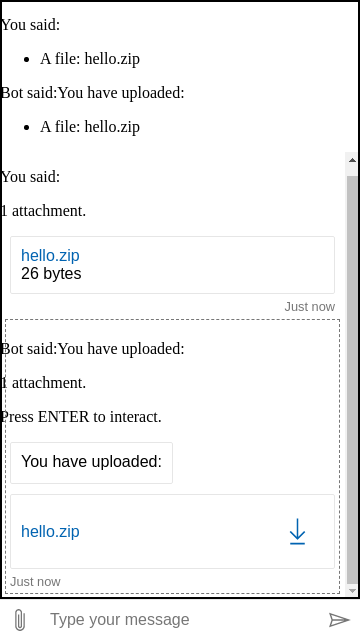 You said:
A file: hello.zip
Bot said:You have uploaded:
A file: hello.zip
You said:
1 attachment.
hello.zip
26 bytes
Just now
Bot said:You have uploaded:
1 attachment.
Press ENTER to interact.
You have uploaded:
hello.zip
Just now
Type your message